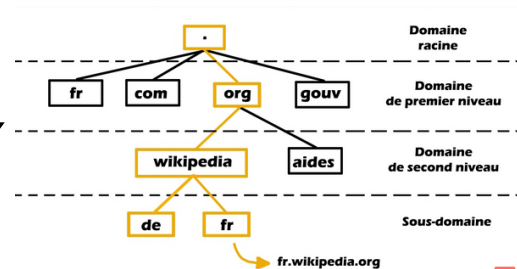 .
Domaine
racine
fr
com
org
gouv
Domaine
de premier niveau
wikipedia
aides
Domaine
de second niveau
de
fr
Sous-domaine
fr.wikipedia.org